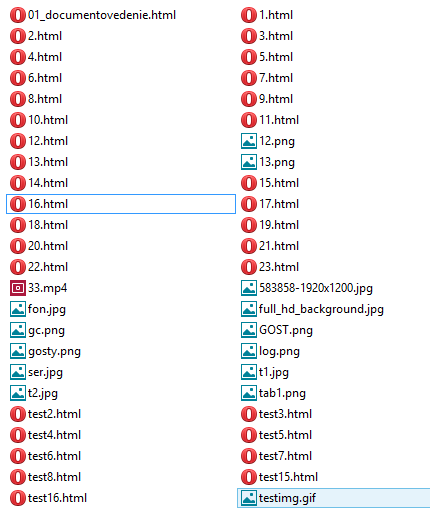 01_documentovedenie.html
1.html
2.html
3.html
4.html
5.html
6.html
7.html
8.html
9.html
10.html
11.html
12.html
12.png
13.html
13.png
14.html
15.html
16.html
17.html
18.html
19.html
20.html
21.html
22.html
23.html
33.mp4
583858-1920x1200.jpg
fon.jpg
full_hd_background.jpg
gc.png
GOST.png
gosty.png
log.png
ser.jpg
t1.jpg
t2.jpg
tab1.png
test2.html
test3.html
test4.html
test5.html
test6.html
test7.html
test8.html
test15.html
test16.html
testimg.gif